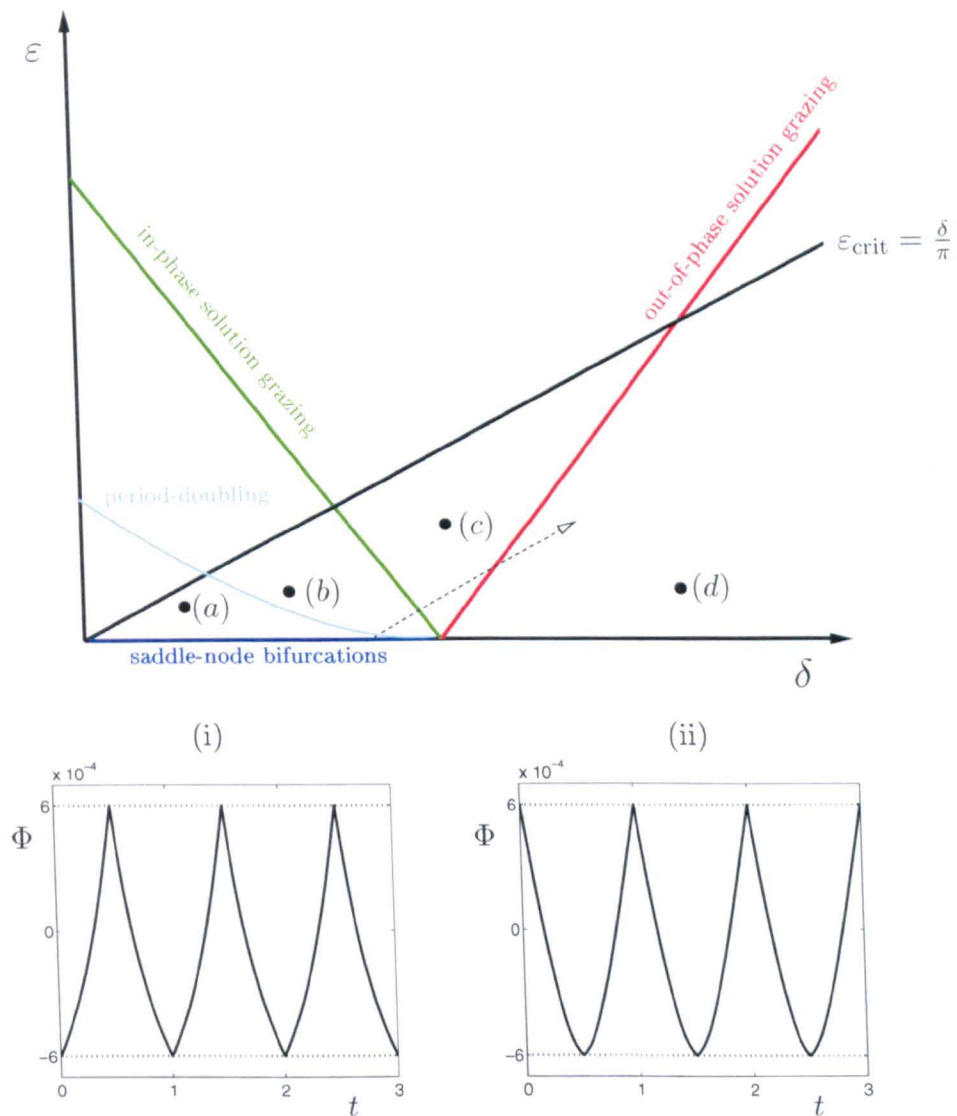 ε
in-phase solution grazing
out-of-phase solution grazing
ε_crit = δ/π
period-doubling
(a)
(b)
(c)
(d)
saddle-node bifurcations
δ
(i)
(ii)
x 10⁻⁴
6
Φ
0
-6
0
1
2
3
t
x 10⁻⁴
6
Φ
0
-6
0
1
2
3
t